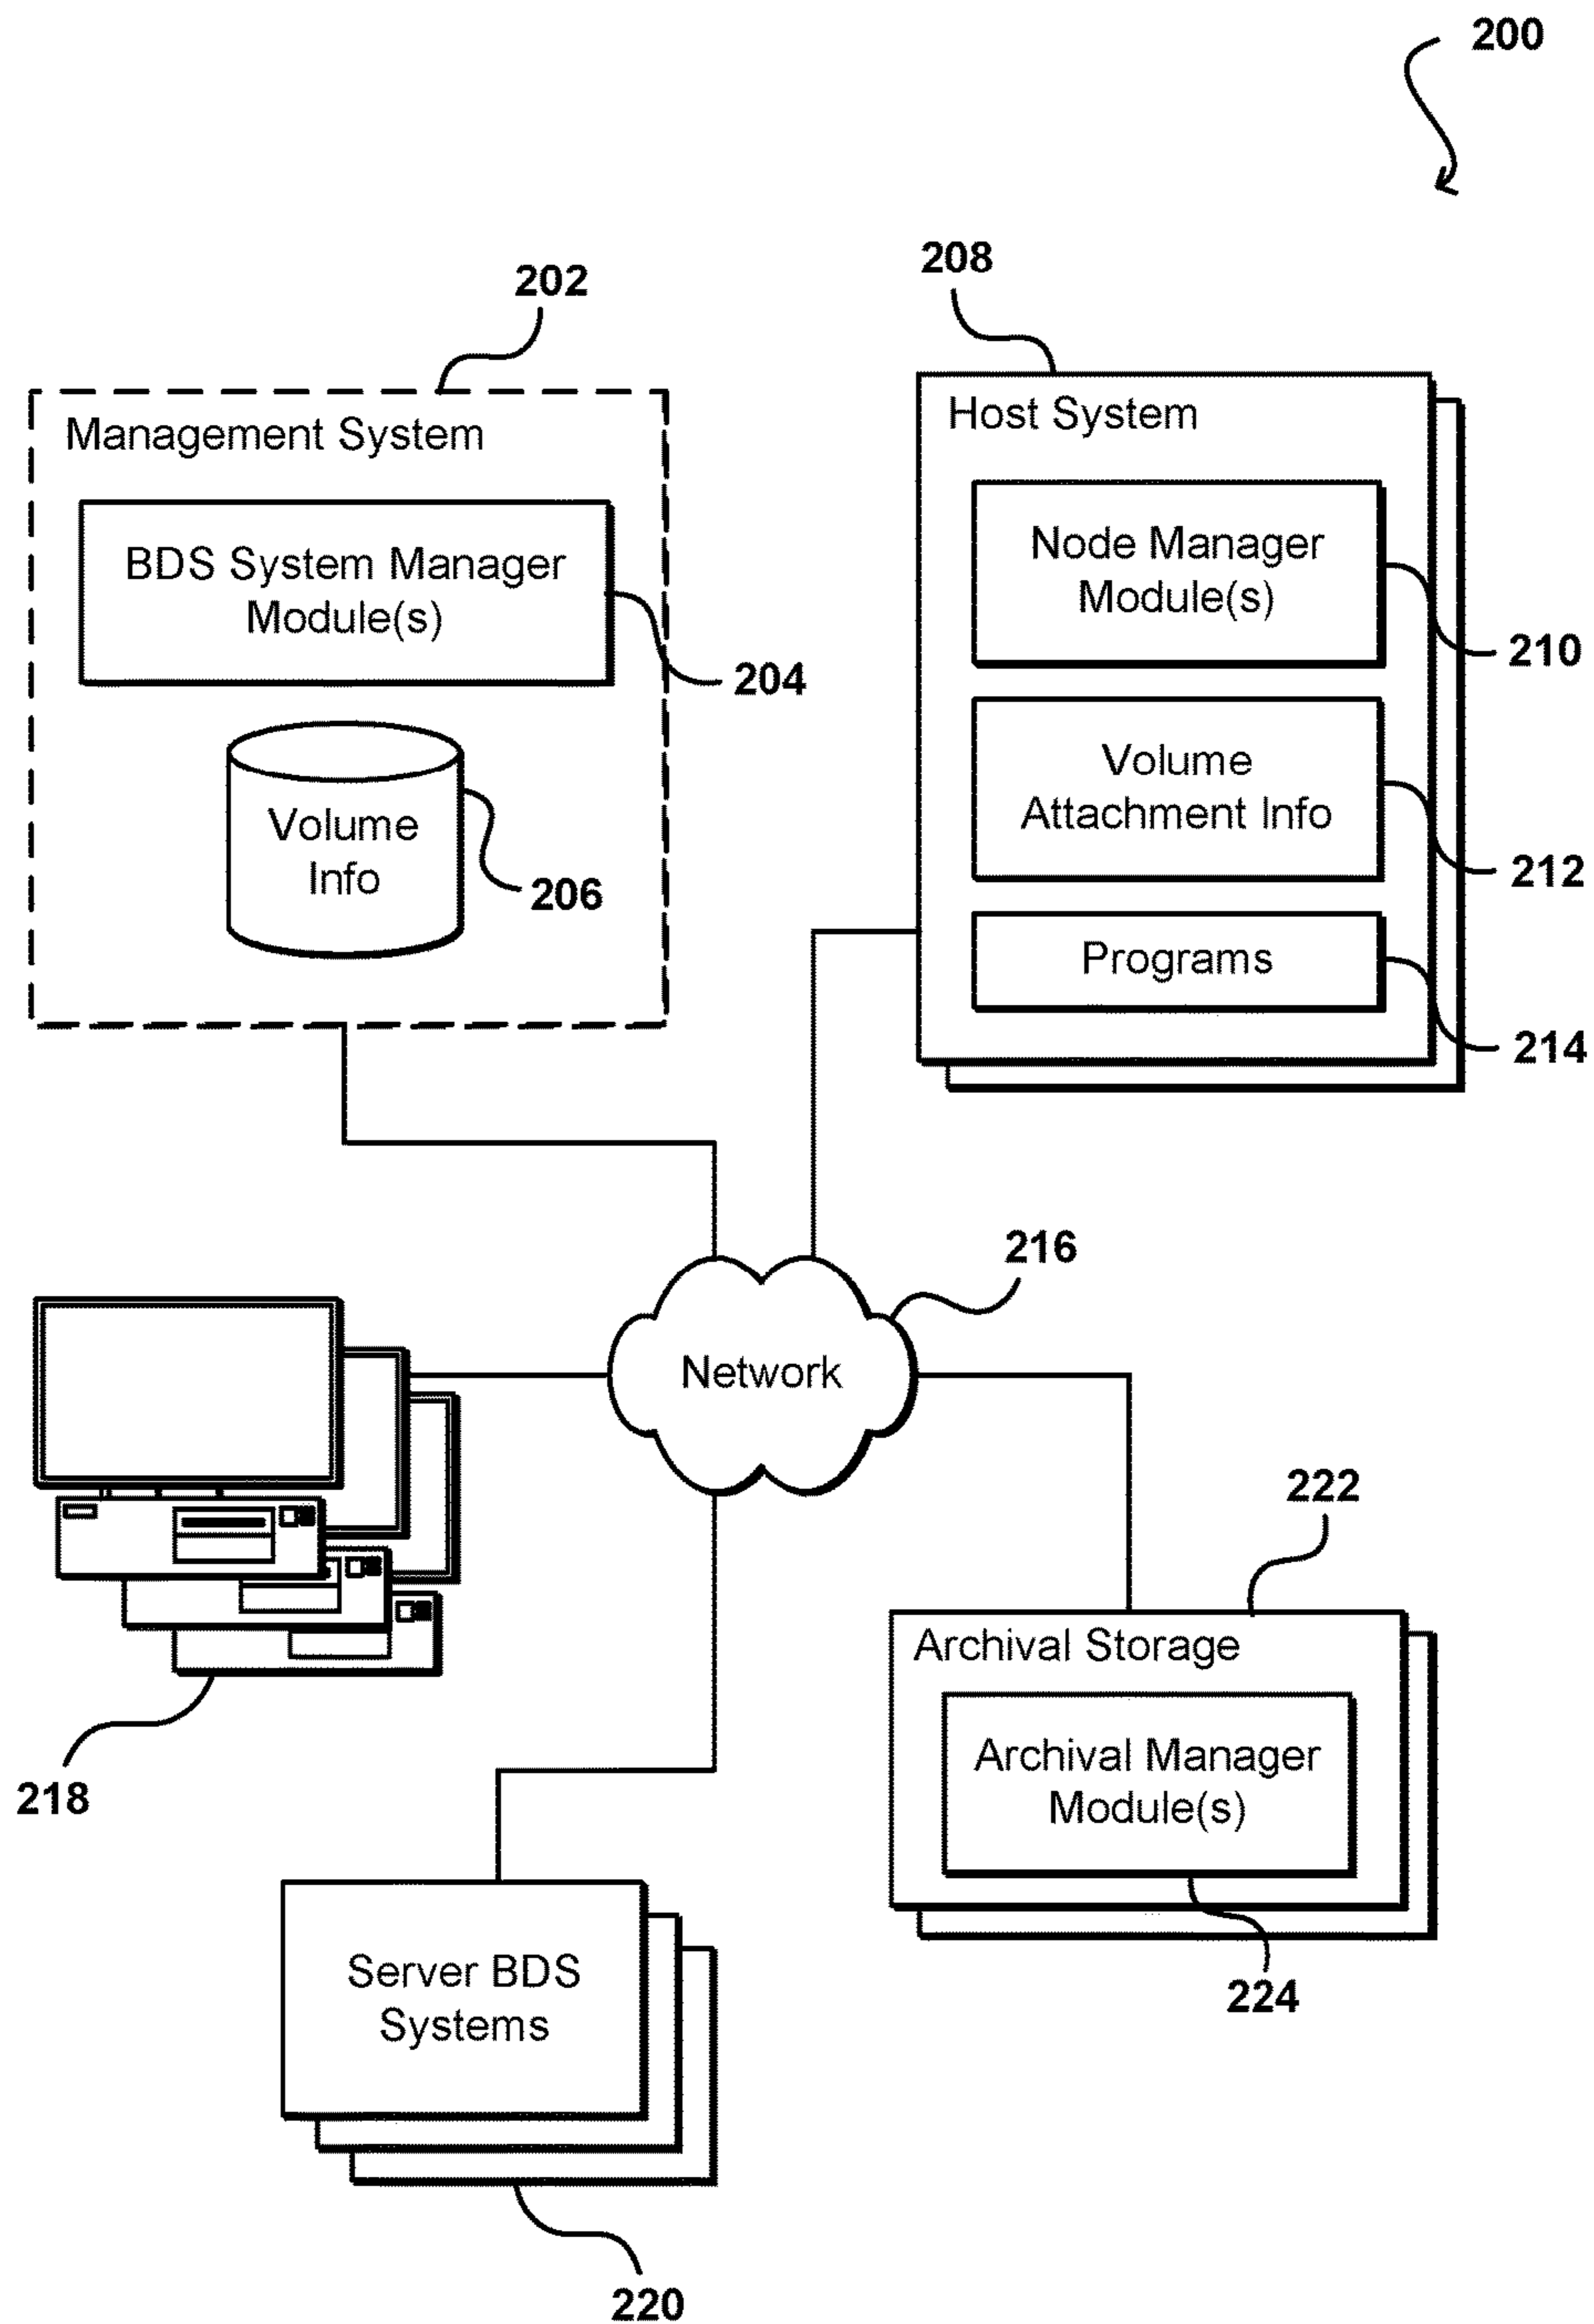 200
202
208
Management System
Host System
BDS System Manager
Module(s)
204
Node Manager
Module(s)
210
Volume
Info
206
Volume
Attachment Info
212
Programs
214
216
Network
218
222
Archival Storage
Archival Manager
Module(s)
224
Server BDS
Systems
220